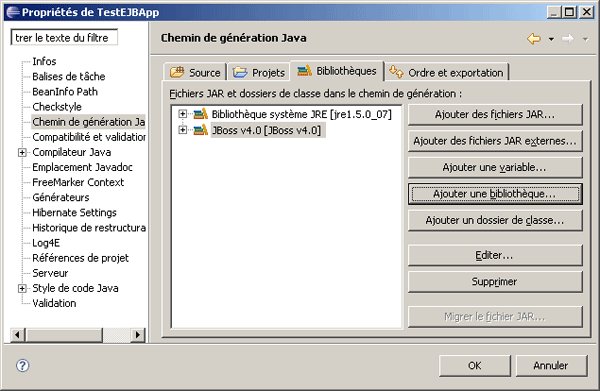 Propriétés de TestEJBApp
trer le texte du filtre
Infos
Balises de tâche
BeanInfo Path
Checkstyle
Chemin de génération Ja
Compatibilité et validation
Compilateur Java
Emplacement Javadoc
FreeMarker Context
Générateurs
Hibernate Settings
Historique de restructura
Log4E
Références de projet
Serveur
Style de code Java
Validation
Chemin de génération Java
Source
Projets
Bibliothèques
Ordre et exportation
Fichiers JAR et dossiers de classe dans le chemin de génération :
Bibliothèque système JRE [jre1.5.0_07]
JBoss v4.0 [JBoss v4.0]
Ajouter des fichiers JAR...
Ajouter des fichiers JAR externes...
Ajouter une variable...
Ajouter une bibliothèque...
Ajouter un dossier de classe...
Editer...
Supprimer
Migrer le fichier JAR...
OK
Annuler